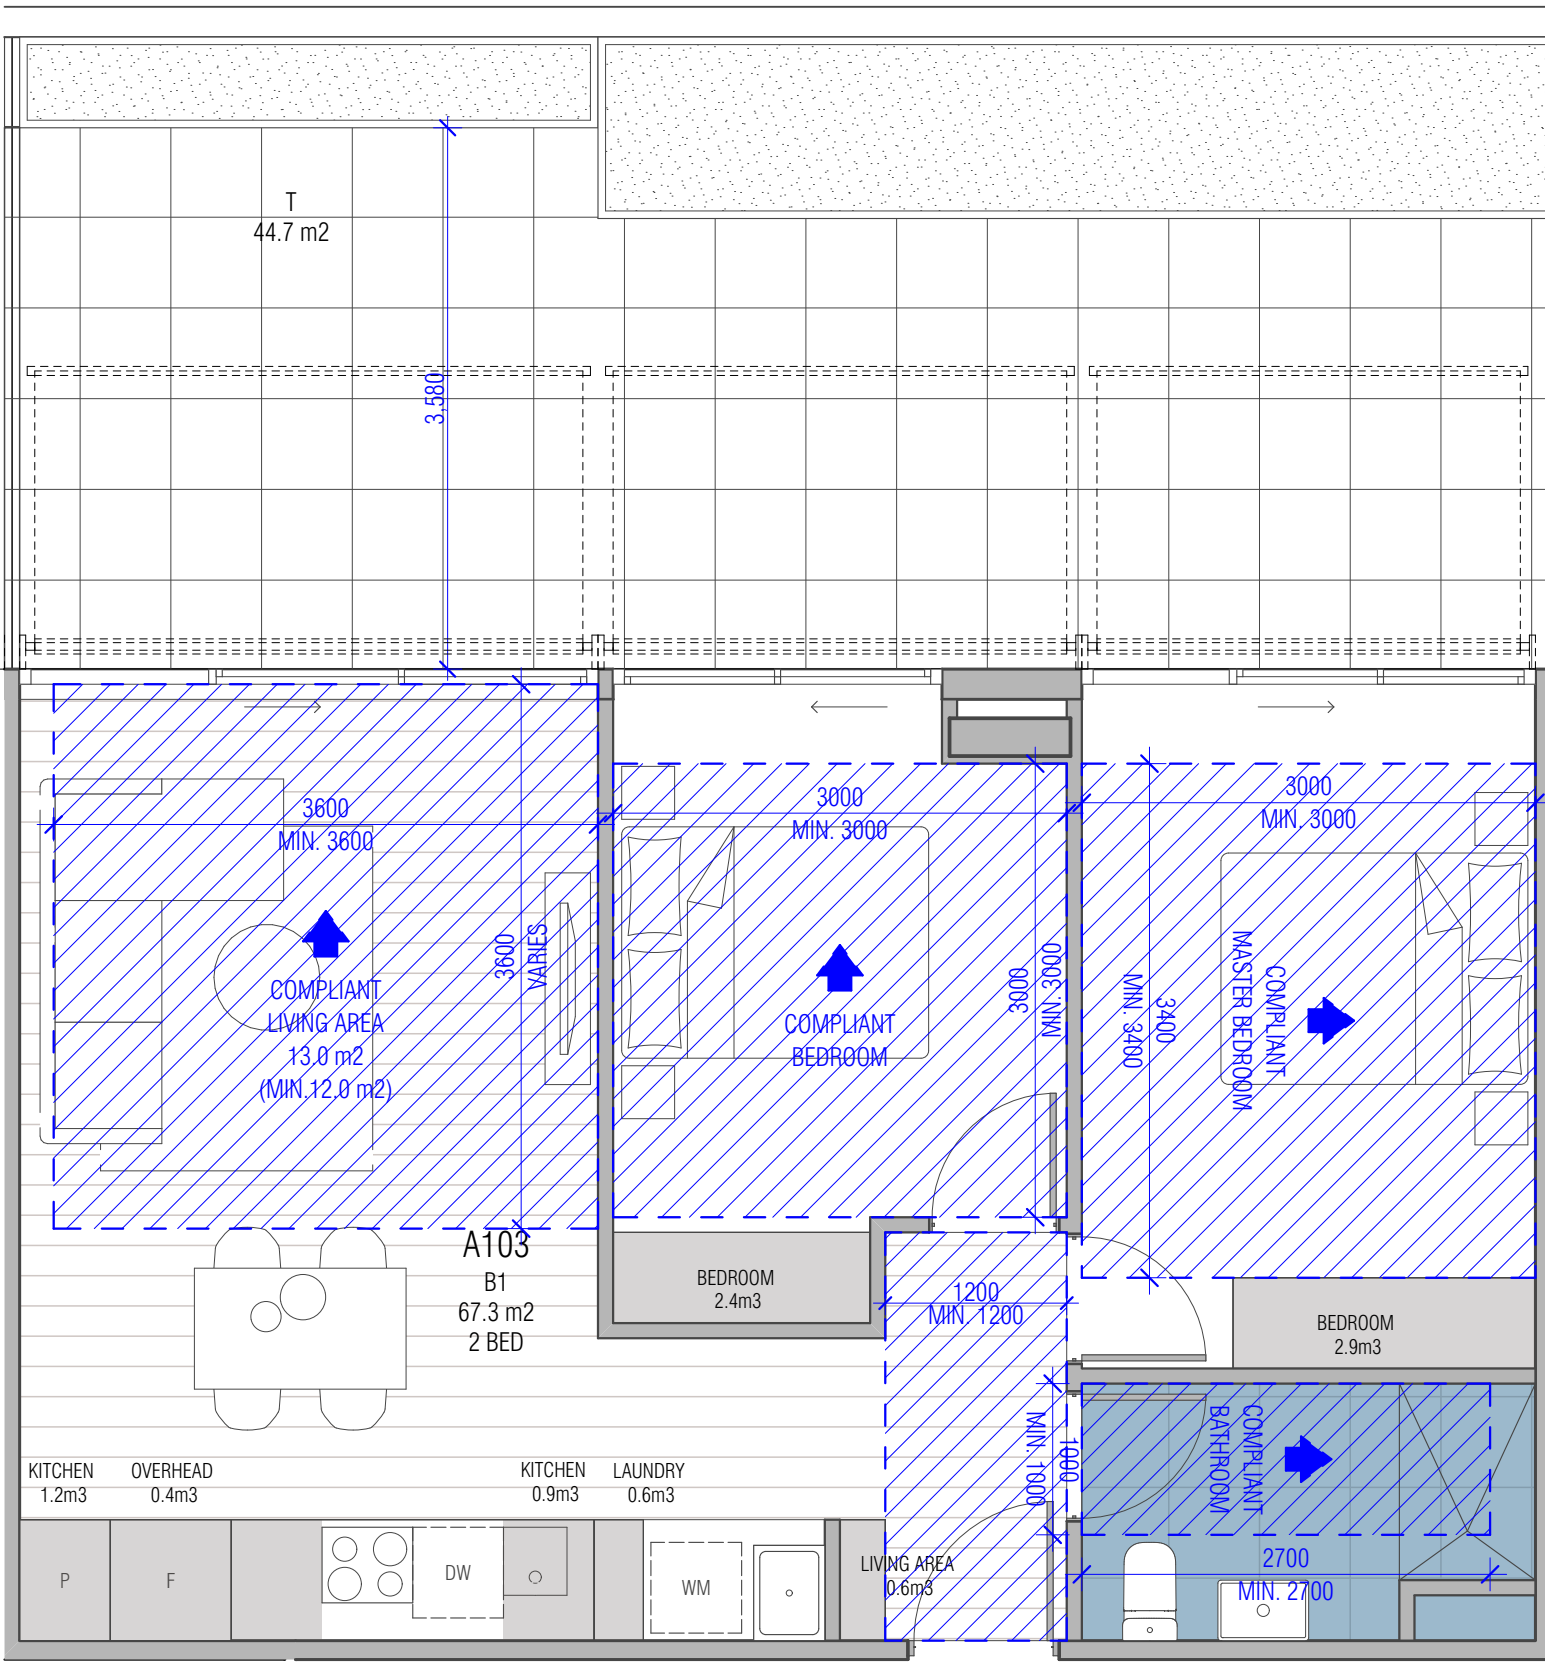 T
44.7 m2
3,580
3600
MIN. 3600
3600
VARIES
COMPLIANT
LIVING AREA
13.0 m2
(MIN.12.0 m2)
3000
MIN. 3000
3000
MIN. 3000
COMPLIANT
BEDROOM
3000
MIN. 3000
3400
MIN. 3400
COMPLIANT
MASTER BEDROOM
A103
B1
67.3 m2
2 BED
BEDROOM
2.4m3
1200
MIN. 1200
BEDROOM
2.9m3
1000
MIN. 1000
COMPLIANT
BATHROOM
2700
MIN. 2700
KITCHEN
1.2m3
OVERHEAD
0.4m3
KITCHEN
0.9m3
LAUNDRY
0.6m3
LIVING AREA
0.6m3
P
F
DW
WM